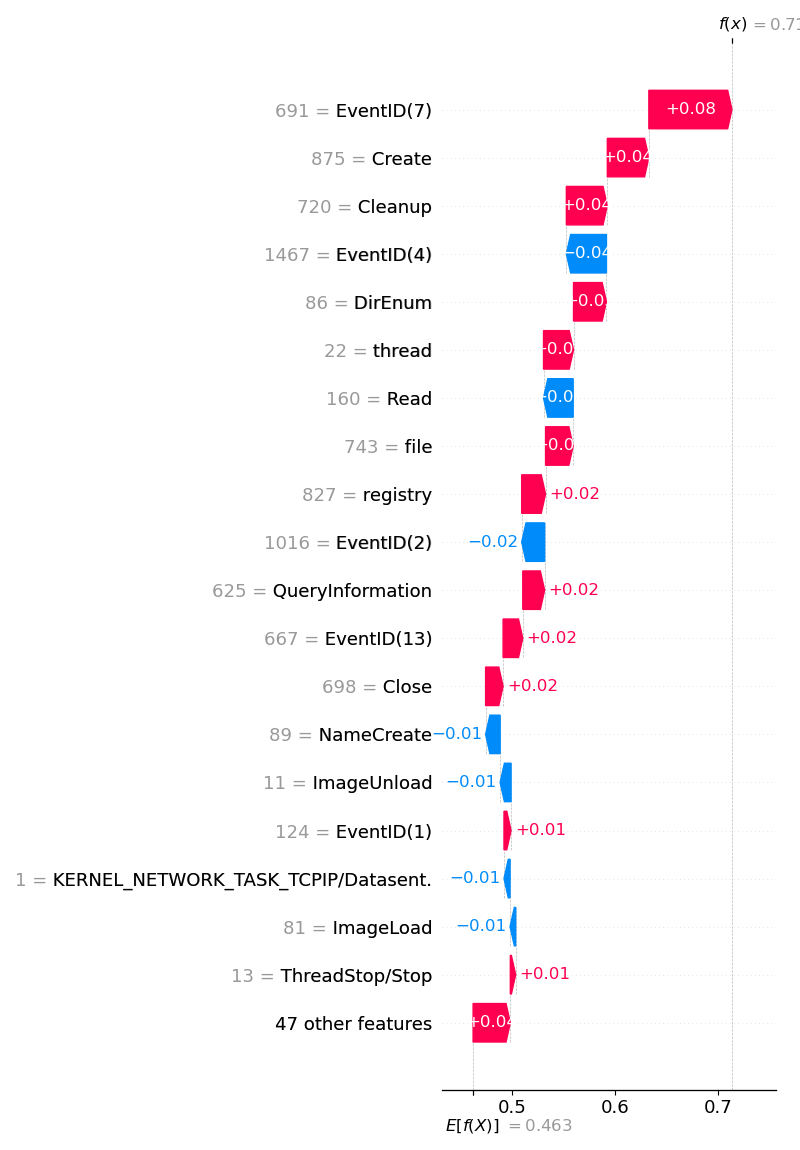 f(x) = 0.71
691 = EventID(7) +0.08
875 = Create +0.04
720 = Cleanup +0.04
1467 = EventID(4) −0.04
86 = DirEnum
22 = thread
160 = Read
743 = file
827 = registry +0.02
1016 = EventID(2) −0.02
625 = QueryInformation +0.02
667 = EventID(13) +0.02
698 = Close +0.02
89 = NameCreate −0.01
11 = ImageUnload −0.01
124 = EventID(1) +0.01
1 = KERNEL_NETWORK_TASK_TCPIP/Datasent. −0.01
81 = ImageLoad −0.01
13 = ThreadStop/Stop +0.01
47 other features +0.04
0.5 0.6 0.7
E[f(X)] = 0.463